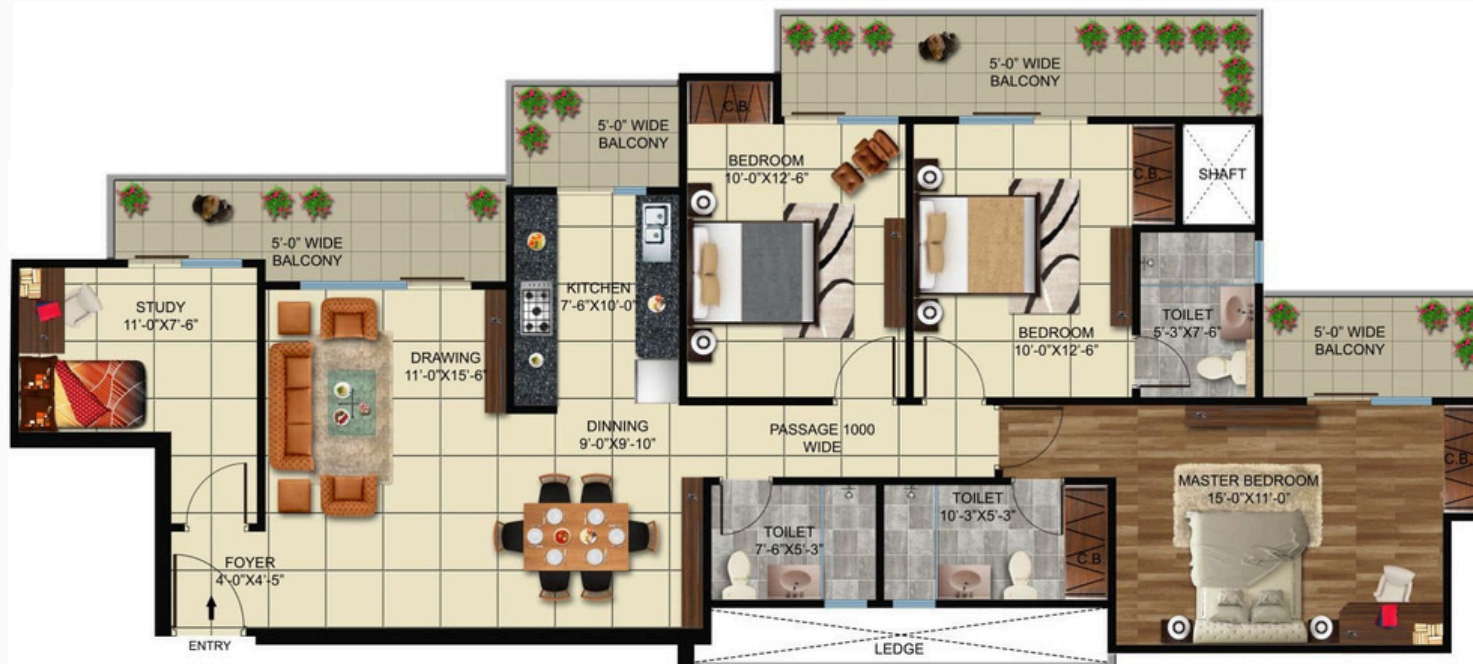 5'-0" WIDE
BALCONY
5'-0" WIDE
BALCONY
C.B.
BEDROOM
10'-0"X12'-6"
C.B.
SHAFT
5'-0" WIDE
BALCONY
STUDY
11'-0"X7'-6"
KITCHEN
7'-6"X10'-0"
DRAWING
11'-0"X15'-6"
BEDROOM
10'-0"X12'-6"
TOILET
5'-3"X7'-6"
5'-0" WIDE
BALCONY
DINNING
9'-0"X9'-10"
PASSAGE 1000
WIDE
MASTER BEDROOM
15'-0"X11'-0"
C.B.
TOILET
7'-6"X5'-3"
TOILET
10'-3"X5'-3"
C.B.
FOYER
4'-0"X4'-5"
ENTRY
LEDGE